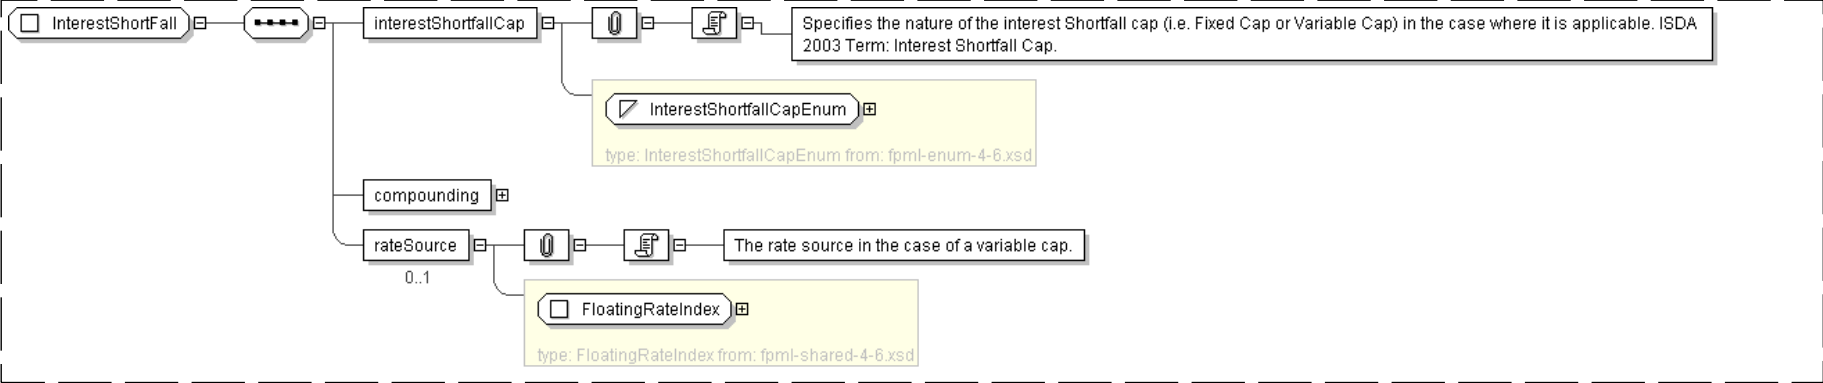 InterestShortFall
interestShortfallCap
Specifies the nature of the interest Shortfall cap (i.e. Fixed Cap or Variable Cap) in the case where it is applicable. ISDA
2003 Term: Interest Shortfall Cap.
InterestShortfallCapEnum
type: InterestShortfallCapEnum from: fpml-enum-4-6.xsd
compounding
rateSource
The rate source in the case of a variable cap.
0..1
FloatingRateIndex
type: FloatingRateIndex from: fpml-shared-4-6.xsd